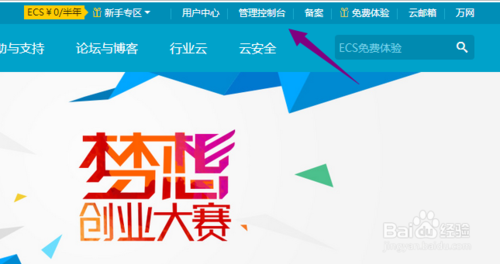 ECS￥0/半年 新手专区 用户中心 管理控制台 备案 免费体验 云邮箱 万网
动与支持 论坛与博客 行业云 云安全 ECS免费体验
梦想
创业大赛
Baidu 经验
jingyan.baidu.com